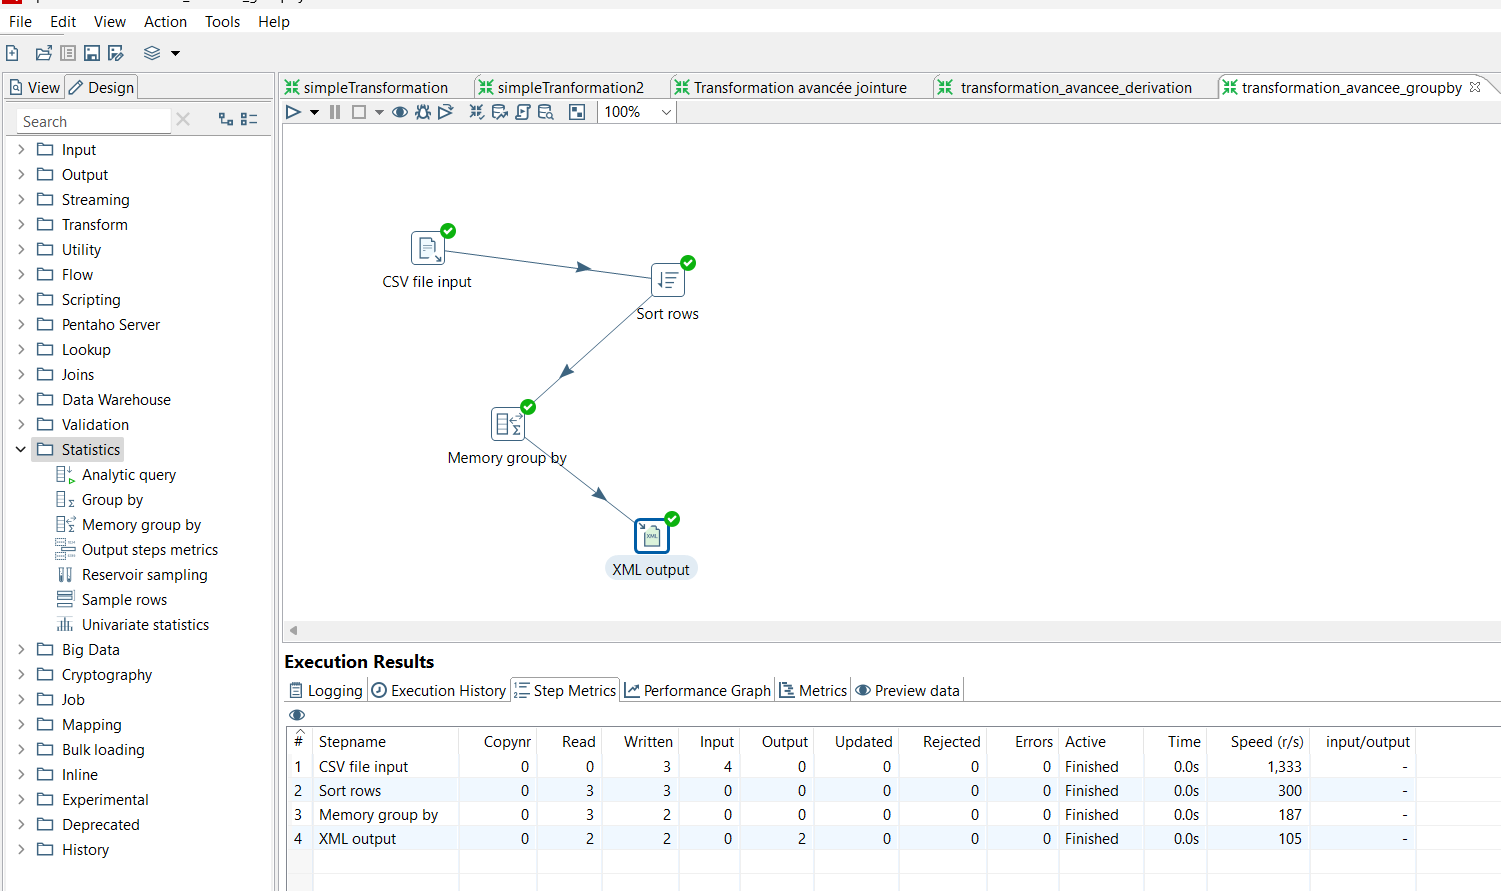 File Edit View Action Tools Help
View Design
simpleTransformation simpleTranformation2 Transformation avancée jointure transformation_avancee_derivation transformation_avancee_groupby
100%
Search
Input
Output
Streaming
Transform
Utility
Flow
Scripting
Pentaho Server
Lookup
Joins
Data Warehouse
Validation
Statistics
Analytic query
Group by
Memory group by
Output steps metrics
Reservoir sampling
Sample rows
Univariate statistics
Big Data
Cryptography
Job
Mapping
Bulk loading
Inline
Experimental
Deprecated
History
CSV file input
Sort rows
Memory group by
XML
XML output
Execution Results
Logging Execution History Step Metrics Performance Graph Metrics Preview data
# Stepname Copynr Read Written Input Output Updated Rejected Errors Active Time Speed (r/s) input/output
1 CSV file input 0 0 3 4 0 0 0 0 Finished 0.0s 1,333 -
2 Sort rows 0 3 3 0 0 0 0 0 Finished 0.0s 300 -
3 Memory group by 0 3 2 0 0 0 0 0 Finished 0.0s 187 -
4 XML output 0 2 2 0 2 0 0 0 Finished 0.0s 105 -